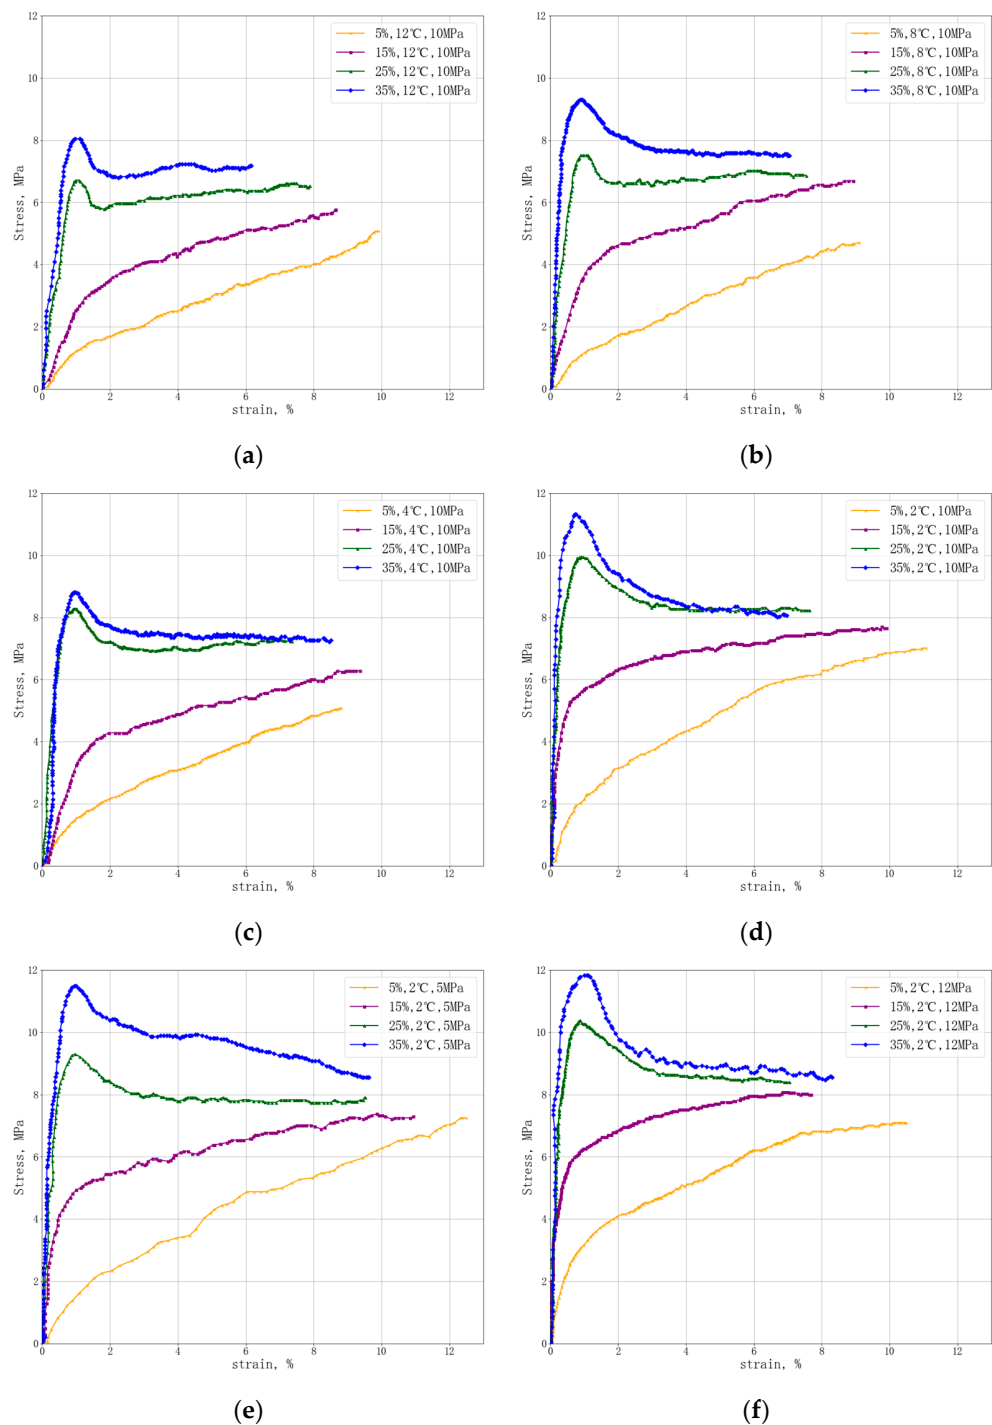 12
10
8
6
4
2
0
Stress, MPa
5%,12℃,10MPa
15%,12℃,10MPa
25%,12℃,10MPa
35%,12℃,10MPa
0 2 4 6 8 10 12
strain, %
(a)
12
10
8
6
4
2
0
Stress, MPa
5%,8℃,10MPa
15%,8℃,10MPa
25%,8℃,10MPa
35%,8℃,10MPa
0 2 4 6 8 10 12
strain, %
(b)
12
10
8
6
4
2
0
Stress, MPa
5%,4℃,10MPa
15%,4℃,10MPa
25%,4℃,10MPa
35%,4℃,10MPa
0 2 4 6 8 10 12
strain, %
(c)
12
10
8
6
4
2
0
Stress, MPa
5%,2℃,10MPa
15%,2℃,10MPa
25%,2℃,10MPa
35%,2℃,10MPa
0 2 4 6 8 10 12
strain, %
(d)
12
10
8
6
4
2
0
Stress, MPa
5%,2℃,5MPa
15%,2℃,5MPa
25%,2℃,5MPa
35%,2℃,5MPa
0 2 4 6 8 10 12
strain, %
(e)
12
10
8
6
4
2
0
Stress, MPa
5%,2℃,12MPa
15%,2℃,12MPa
25%,2℃,12MPa
35%,2℃,12MPa
0 2 4 6 8 10 12
strain, %
(f)